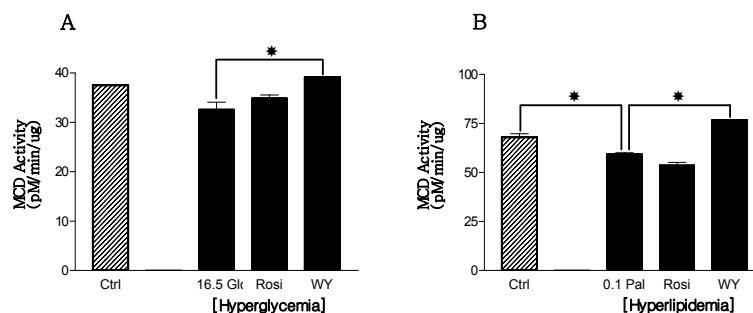 A
*
MCD Activity
(pM/min/ug)
40
30
20
10
0
Ctrl
16.5 Glc
Rosi
WY
[Hyperglycemia]
B
*
*
MCD Activity
(pM/min/ug)
100
75
50
25
0
Ctrl
0.1 Pal
Rosi
WY
[Hyperlipidemia]